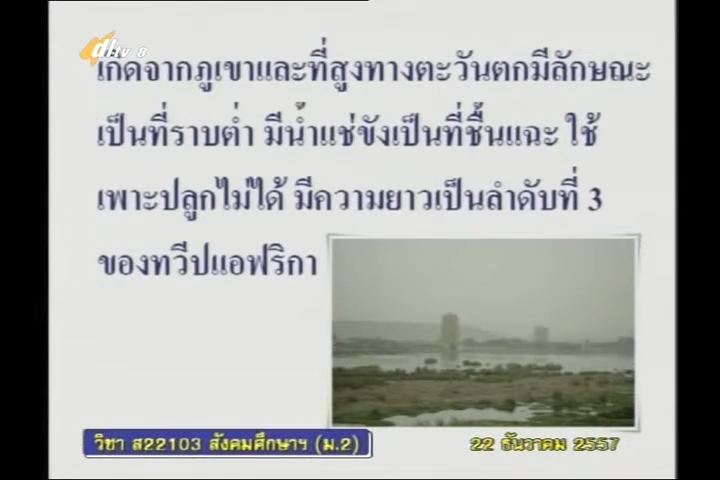 dltv 8
เกิดจากภูเขาและที่สูงทางตะวันตกมีลักษณะ
เป็นที่ราบต่ำ มีน้ำแช่ขังเป็นที่ชื้นแฉะ ใช้
เพาะปลูกไม่ได้ มีความยาวเป็นลำดับที่ 3
ของทวีปแอฟริกา
วิชา ส22103 สังคมศึกษาฯ (ม.2)
22 ธันวาคม 2557